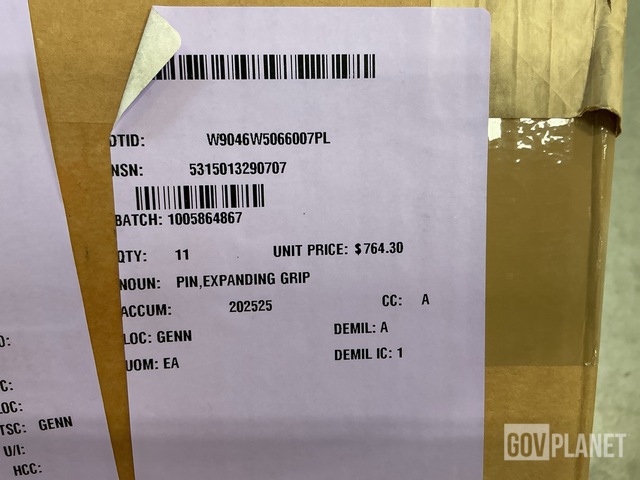 DTID: W9046W5066007PL
NSN: 5315013290707
BATCH: 1005864867
QTY: 11 UNIT PRICE: $764.30
NOUN: PIN,EXPANDING GRIP
ACCUM: 202525 CC: A
LOC: GENN DEMIL: A
UOM: EA DEMIL IC: 1
C:
LOC:
TSC: GENN
U/I:
HCC:
GOVPLANET